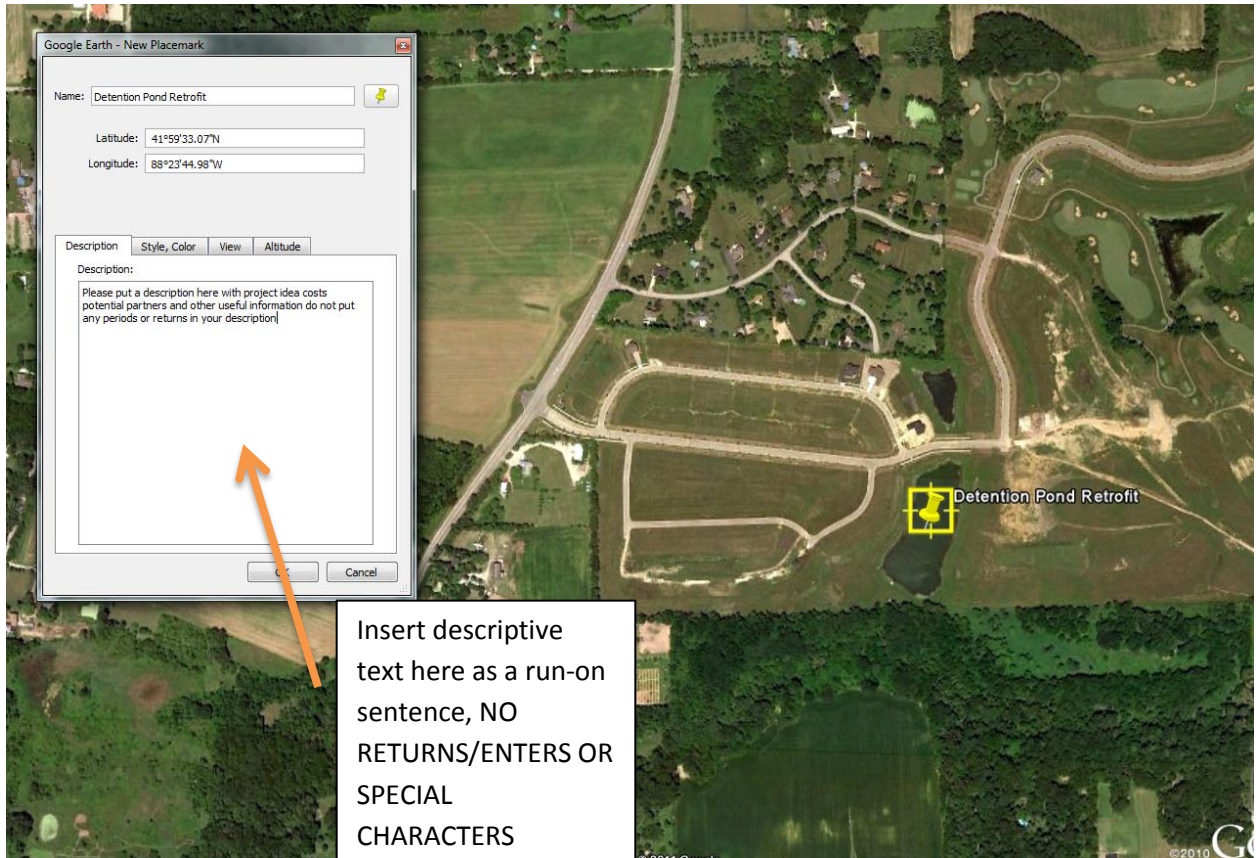 Google Earth - New Placemark
Name: Detention Pond Retrofit
Latitude: 41°59'33.07"N
Longitude: 88°23'44.98"W
Description Style, Color View Altitude
Description:
Please put a description here with project idea costs
potential partners and other useful information do not put
any periods or returns in your description
Cancel
Detention Pond Retrofit
Insert descriptive
text here as a run-on
sentence, NO
RETURNS/ENTERS OR
SPECIAL
CHARACTERS
©2010